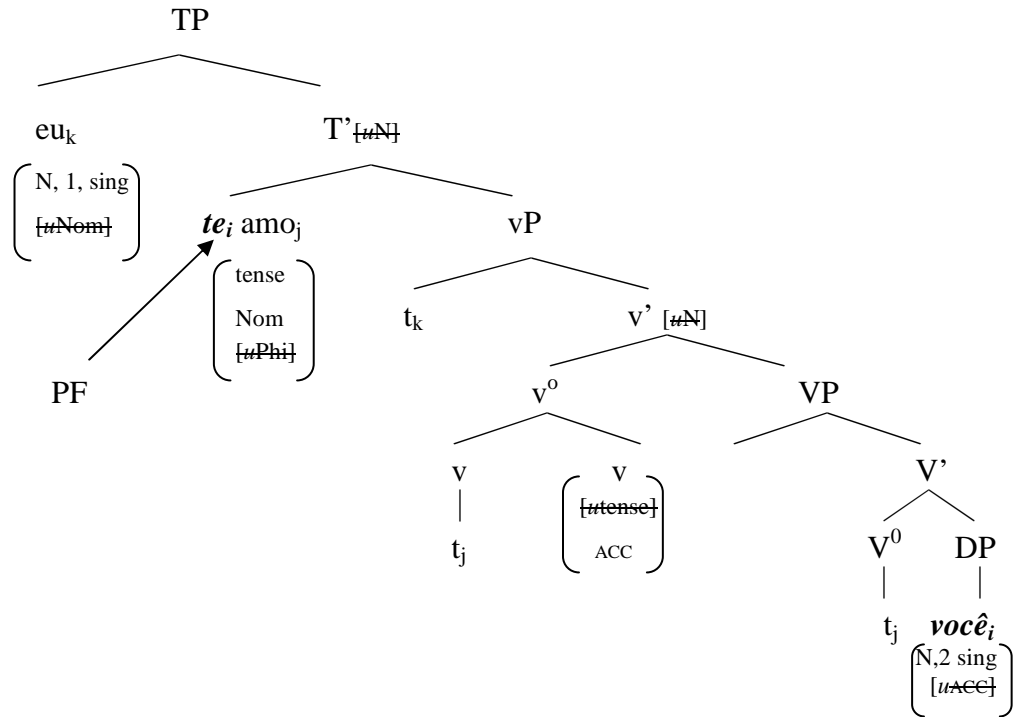 TP
eu_k T’[uN]
N, 1, sing
[uNom]
te_i amo_j vP
tense
Nom
[uPhi]
t_k v’ [uN]
PF
v^o VP
v v V’
[utense]
ACC
t_j V^0 DP
t_j você_i
N,2 sing
[uACC]